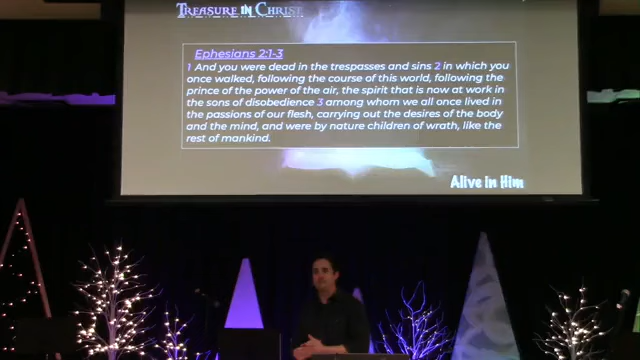 TREASURE IN CHRIST
Ephesians 2:1-3
1 And you were dead in the trespasses and sins 2 in which you
once walked, following the course of this world, following the
prince of the power of the air, the spirit that is now at work in
the sons of disobedience 3 among whom we all once lived in
the passions of our flesh, carrying out the desires of the body
and the mind, and were by nature children of wrath, like the
rest of mankind.
Alive in Him